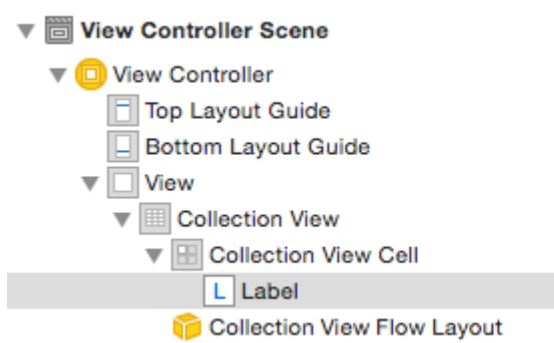 View Controller Scene
View Controller
Top Layout Guide
Bottom Layout Guide
View
Collection View
Collection View Cell
L Label
Collection View Flow Layout